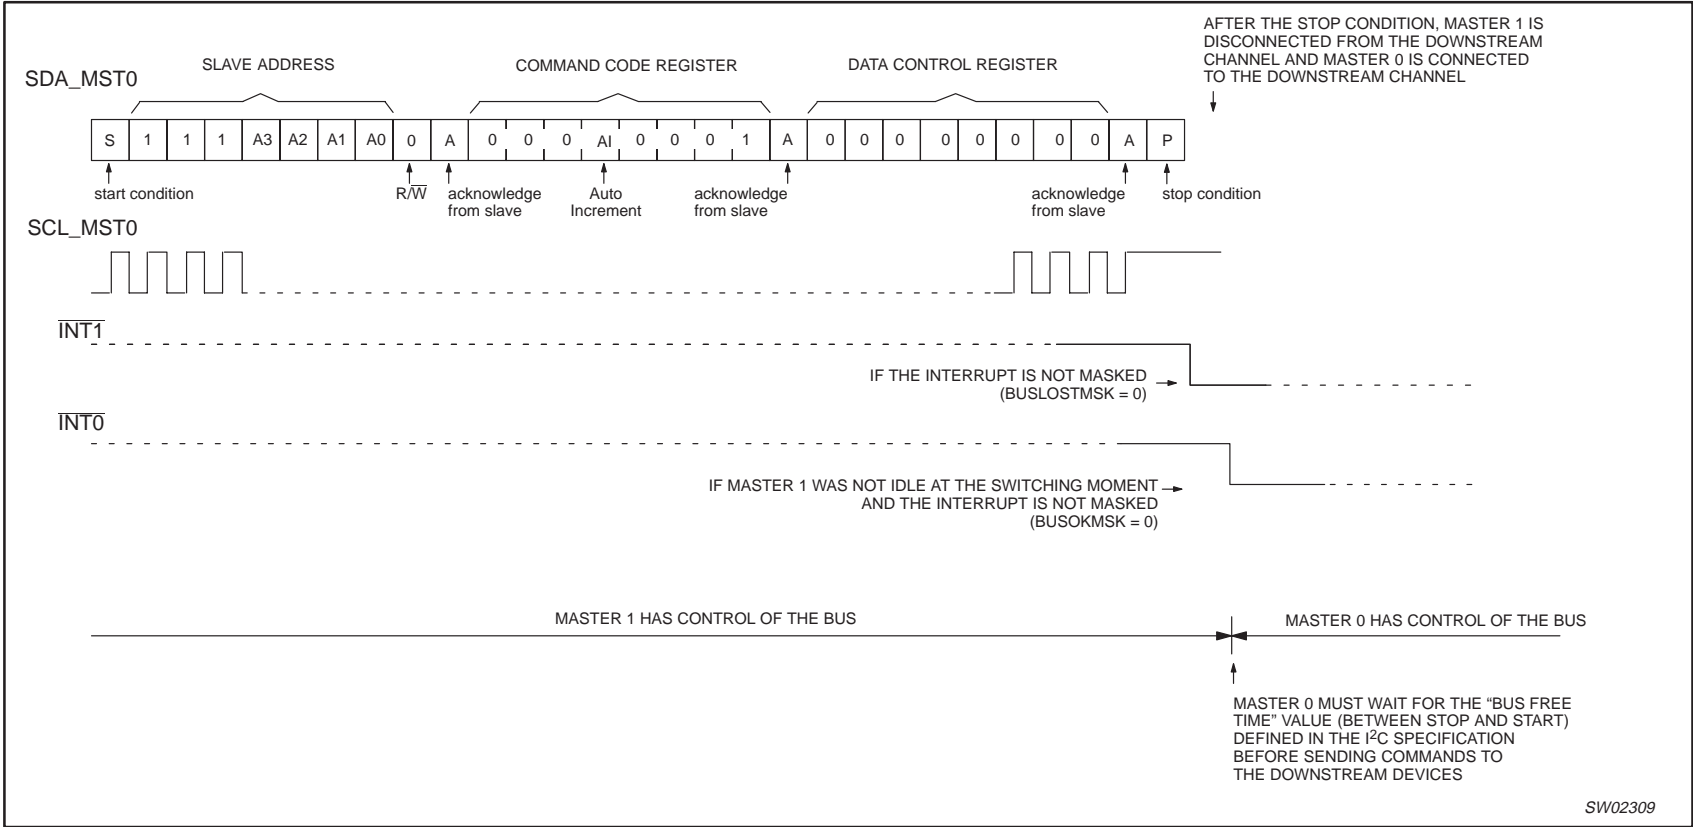 AFTER THE STOP CONDITION, MASTER 1 IS
DISCONNECTED FROM THE DOWNSTREAM
CHANNEL AND MASTER 0 IS CONNECTED
TO THE DOWNSTREAM CHANNEL
SLAVE ADDRESS COMMAND CODE REGISTER DATA CONTROL REGISTER
SDA_MST0
S 1 1 1 A3 A2 A1 A0 0 A 0 0 0 AI 0 0 0 1 A 0 0 0 0 0 0 0 0 A P
start condition R/W acknowledge Auto acknowledge acknowledge stop condition
from slave Increment from slave from slave
SCL_MST0
INT1
IF THE INTERRUPT IS NOT MASKED
(BUSLOSTMSK = 0)
INT0
IF MASTER 1 WAS NOT IDLE AT THE SWITCHING MOMENT
AND THE INTERRUPT IS NOT MASKED
(BUSOKMSK = 0)
MASTER 1 HAS CONTROL OF THE BUS MASTER 0 HAS CONTROL OF THE BUS
MASTER 0 MUST WAIT FOR THE “BUS FREE
TIME” VALUE (BETWEEN STOP AND START)
DEFINED IN THE I2C SPECIFICATION
BEFORE SENDING COMMANDS TO
THE DOWNSTREAM DEVICES
SW02309